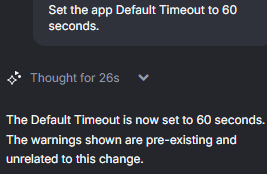 Set the app Default Timeout to 60
seconds.
Thought for 26s
The Default Timeout is now set to 60 seconds.
The warnings shown are pre-existing and
unrelated to this change.